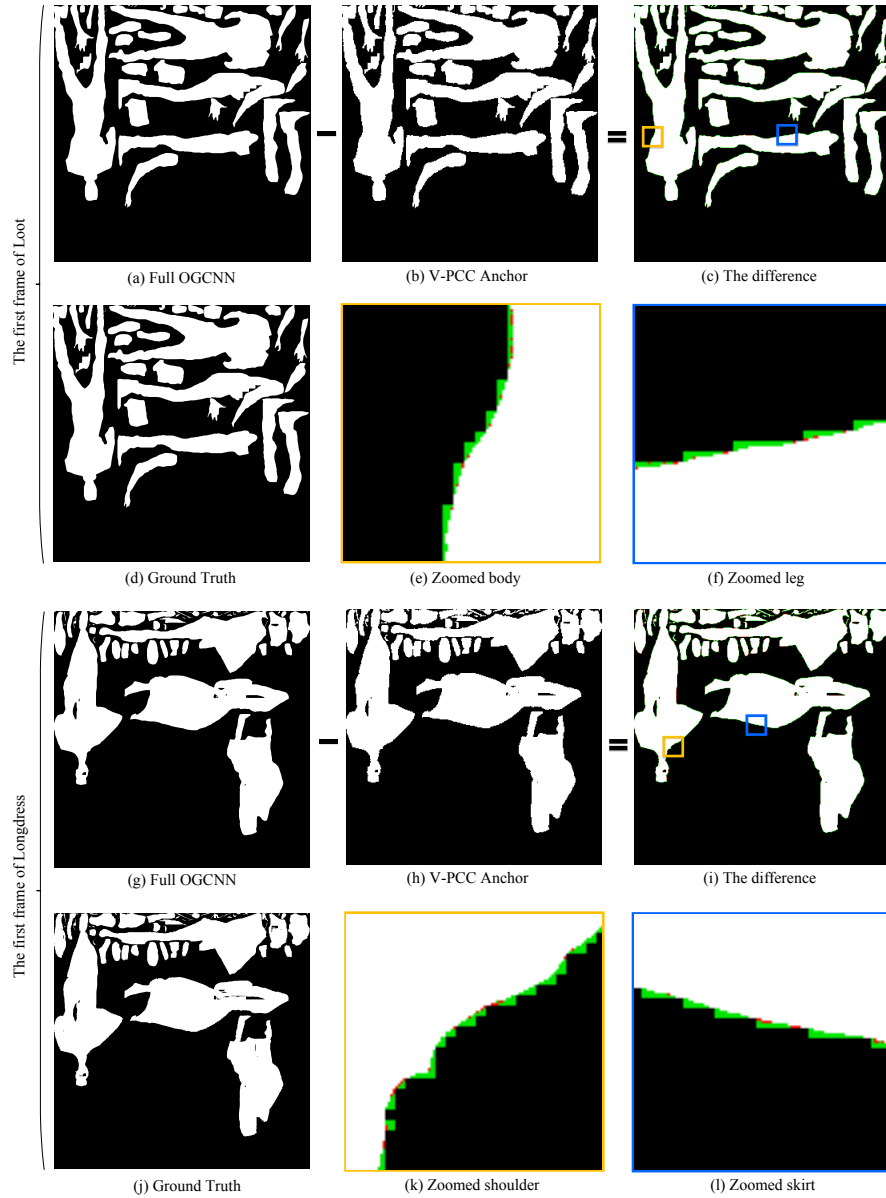 The first frame of Loot
(a) Full OGCNN
(b) V-PCC Anchor
(c) The difference
(d) Ground Truth
(e) Zoomed body
(f) Zoomed leg
The first frame of Longdress
(g) Full OGCNN
(h) V-PCC Anchor
(i) The difference
(j) Ground Truth
(k) Zoomed shoulder
(l) Zoomed skirt